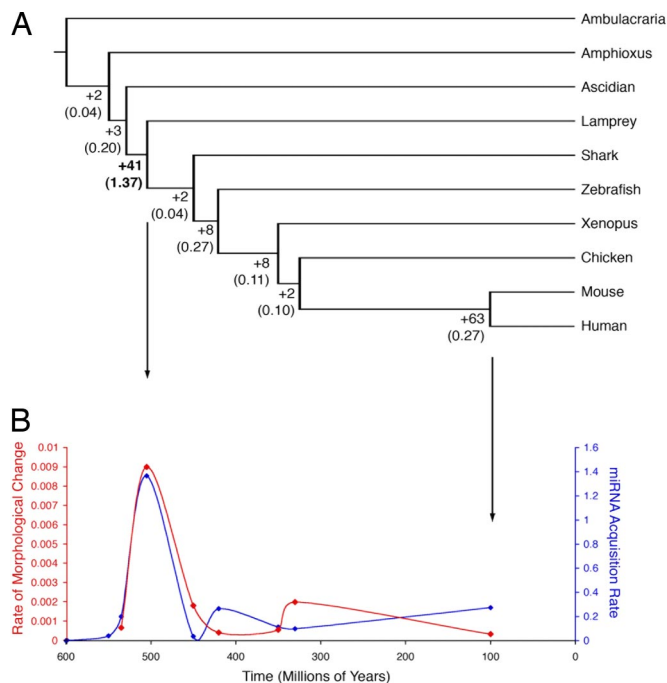 A
Ambulacraria
Amphioxus
+2
(0.04)
Ascidian
+3
(0.20)
Lamprey
+41
(1.37)
Shark
+2
(0.04)
Zebrafish
+8
(0.27)
Xenopus
+8
(0.11)
Chicken
+2
(0.10)
Mouse
+63
(0.27)
Human
B
Rate of Morphological Change
0.01
0.009
0.008
0.007
0.006
0.005
0.004
0.003
0.002
0.001
0
1.6
1.4
1.2
1
0.8
0.6
0.4
0.2
0
miRNA Acquisition Rate
600 500 400 300 200 100 0
Time (Millions of Years)